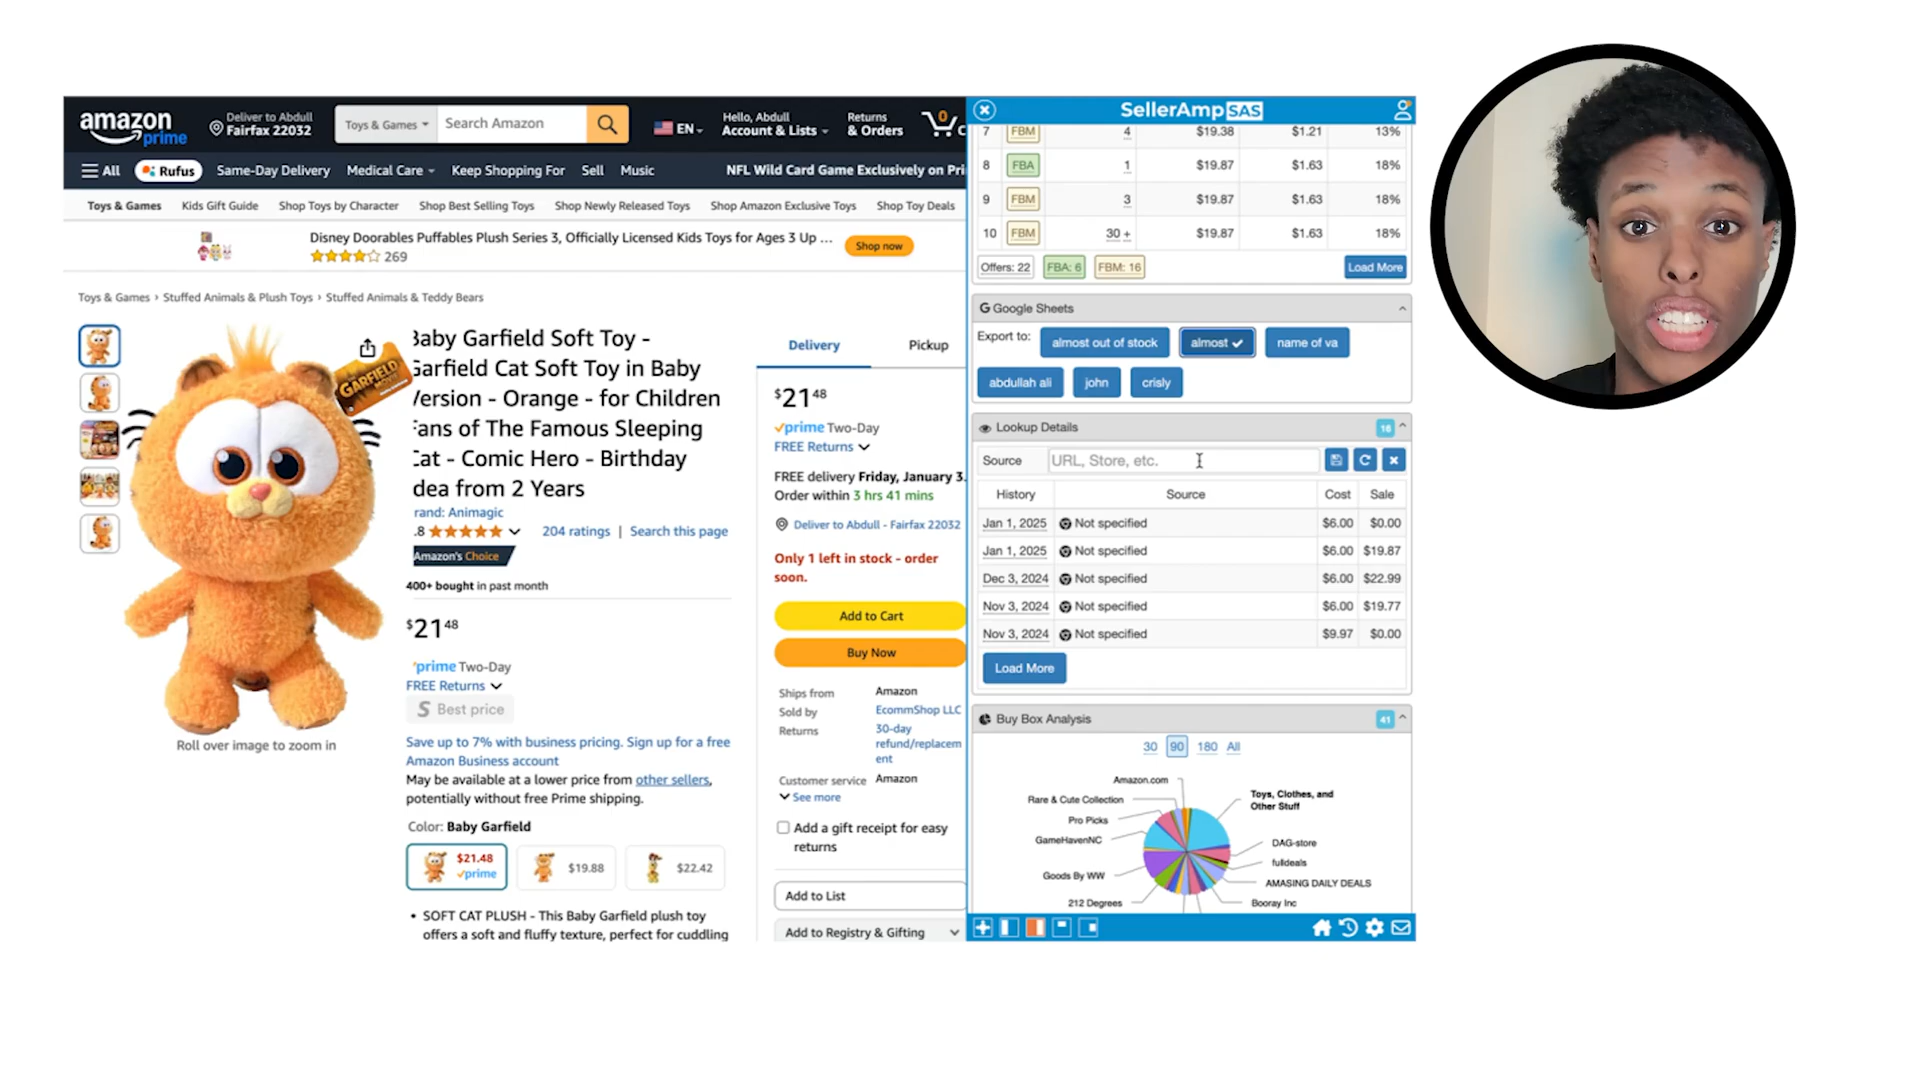 amazon
prime
Deliver to Abdull
Fairfax 22032
Toys & Games
Search Amazon
EN
Hello, Abdull
Account & Lists
Returns
& Orders
0
C
All
Rufus
Same-Day Delivery
Medical Care
Keep Shopping For
Sell
Music
NFL Wild Card Game Exclusively on Pri
Toys & Games
Kids Gift Guide
Shop Toys by Character
Shop Best Selling Toys
Shop Newly Released Toys
Shop Amazon Exclusive Toys
Shop Toy Deals
Disney Doorables Puffables Plush Series 3, Officially Licensed Kids Toys for Ages 3 Up ...
269
Shop now
Toys & Games › Stuffed Animals & Plush Toys › Stuffed Animals & Teddy Bears
GARFIELD
Roll over image to zoom in
Baby Garfield Soft Toy -
Garfield Cat Soft Toy in Baby
Version - Orange - for Children
Fans of The Famous Sleeping
Cat - Comic Hero - Birthday
dea from 2 Years
rand: Animagic
.8
204 ratings | Search this page
Amazon's Choice
400+ bought in past month
$21 48
prime Two-Day
FREE Returns
S Best price
Save up to 7% with business pricing. Sign up for a free
Amazon Business account
May be available at a lower price from other sellers,
potentially without free Prime shipping.
Color: Baby Garfield
$21.48
prime
$19.88
$22.42
• SOFT CAT PLUSH - This Baby Garfield plush toy
offers a soft and fluffy texture, perfect for cuddling
Delivery
Pickup
$21 48
prime Two-Day
FREE Returns
FREE delivery Friday, January 3.
Order within 3 hrs 41 mins
Deliver to Abdull - Fairfax 22032
Only 1 left in stock - order
soon.
Add to Cart
Buy Now
Ships from Amazon
Sold by EcommShop LLC
Returns 30-day
refund/replacem
ent
Customer service Amazon
See more
Add a gift receipt for easy
returns
Add to List
Add to Registry & Gifting
SellerAmp SAS
7 FBM 4 $19.38 $1.21 13%
8 FBA 1 $19.87 $1.63 18%
9 FBM 3 $19.87 $1.63 18%
10 FBM 30 + $19.87 $1.63 18%
Offers: 22 FBA: 6 FBM: 16 Load More
Google Sheets
Export to: almost out of stock almost name of va
abdullah ali john crisly
Lookup Details 16
Source URL, Store, etc.
History Source Cost Sale
Jan 1, 2025 Not specified $6.00 $0.00
Jan 1, 2025 Not specified $6.00 $19.87
Dec 3, 2024 Not specified $6.00 $22.99
Nov 3, 2024 Not specified $6.00 $19.77
Nov 3, 2024 Not specified $9.97 $0.00
Load More
Buy Box Analysis 41
30 90 180 All
Amazon.com
Rare & Cute Collection
Pro Picks
GameHavenNC
Goods By WW
212 Degrees
Toys, Clothes, and
Other Stuff
DAG-store
fulldeals
AMASING DAILY DEALS
Booray Inc